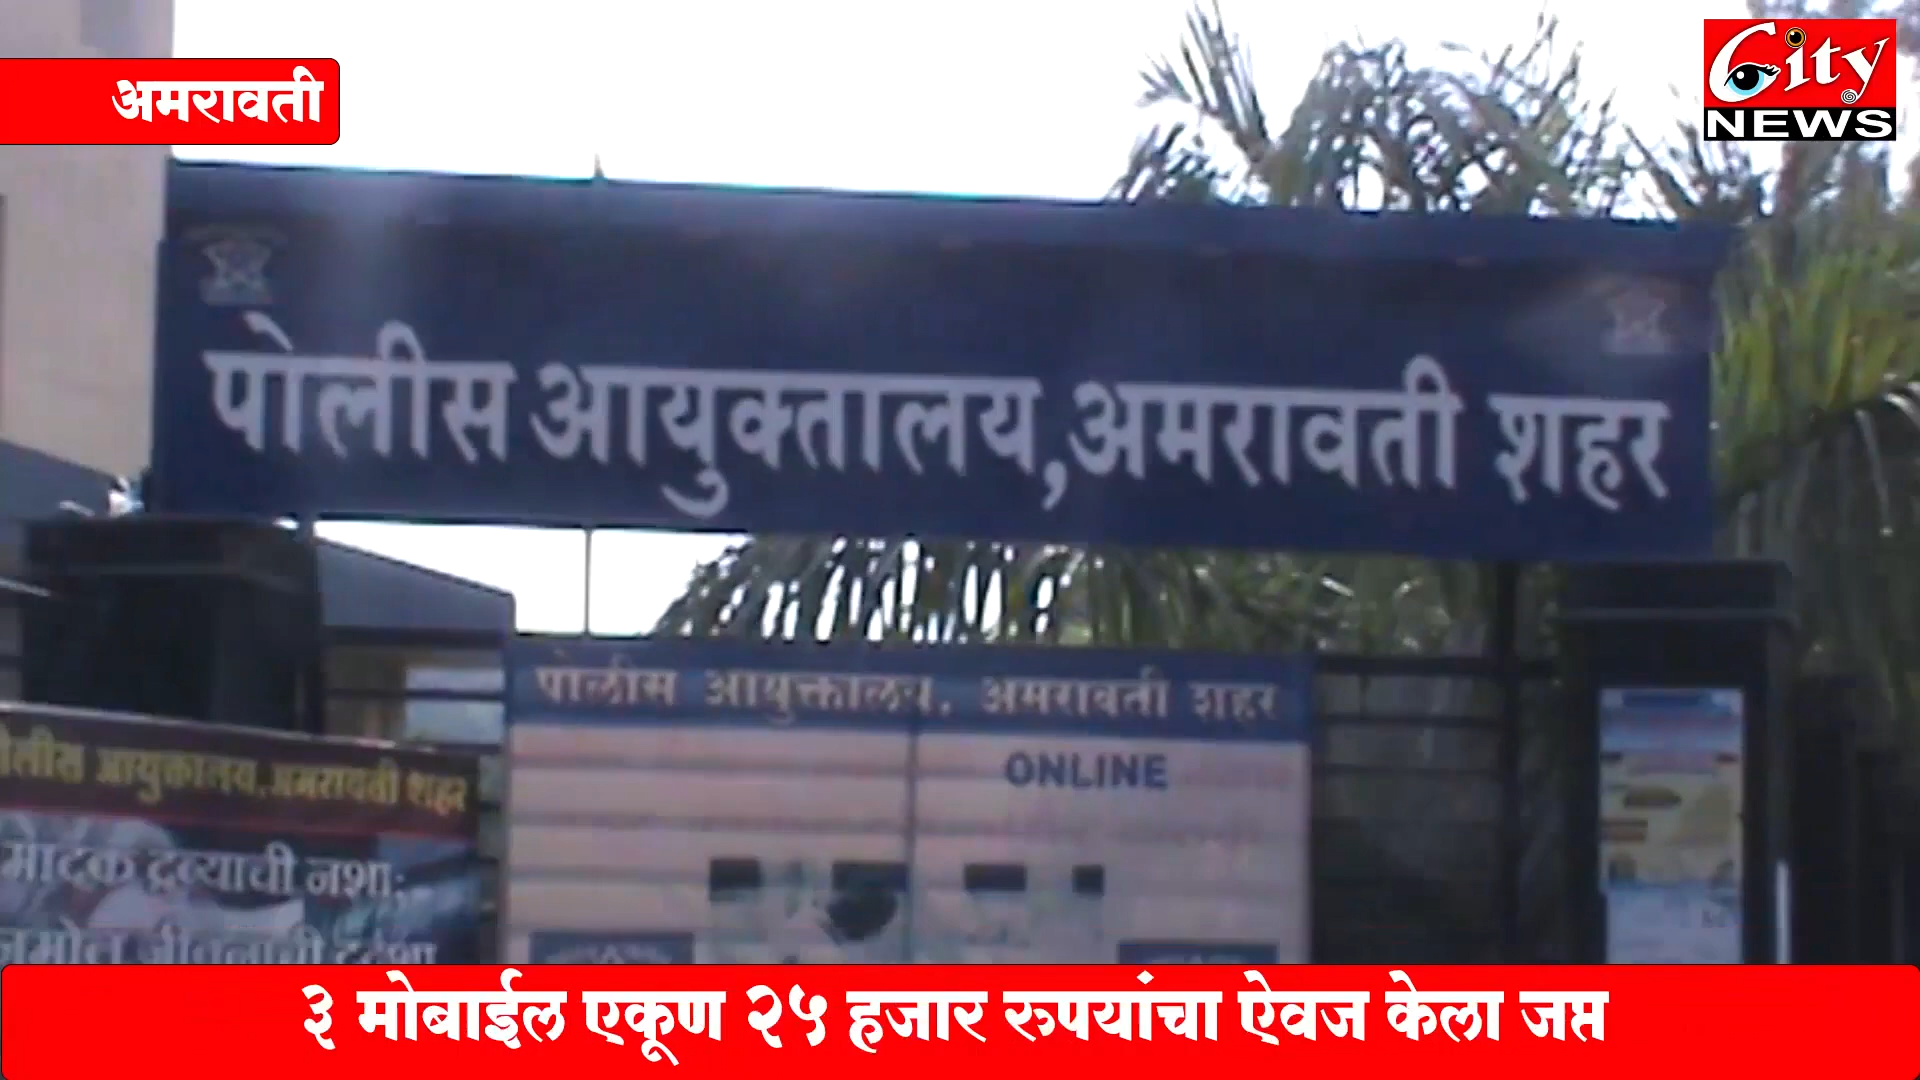 अमरावती
City
NEWS
पोलीस आयुक्तालय,अमरावती शहर
पोलीस आयुक्तालय. अमरावती शहर
ONLINE
पोलीस आयुक्तालय.अमरावती शहर
मादक द्रव्याची नशा:
३ मोबाईल एकूण २५ हजार रुपयांचा ऐवज केला जप्त